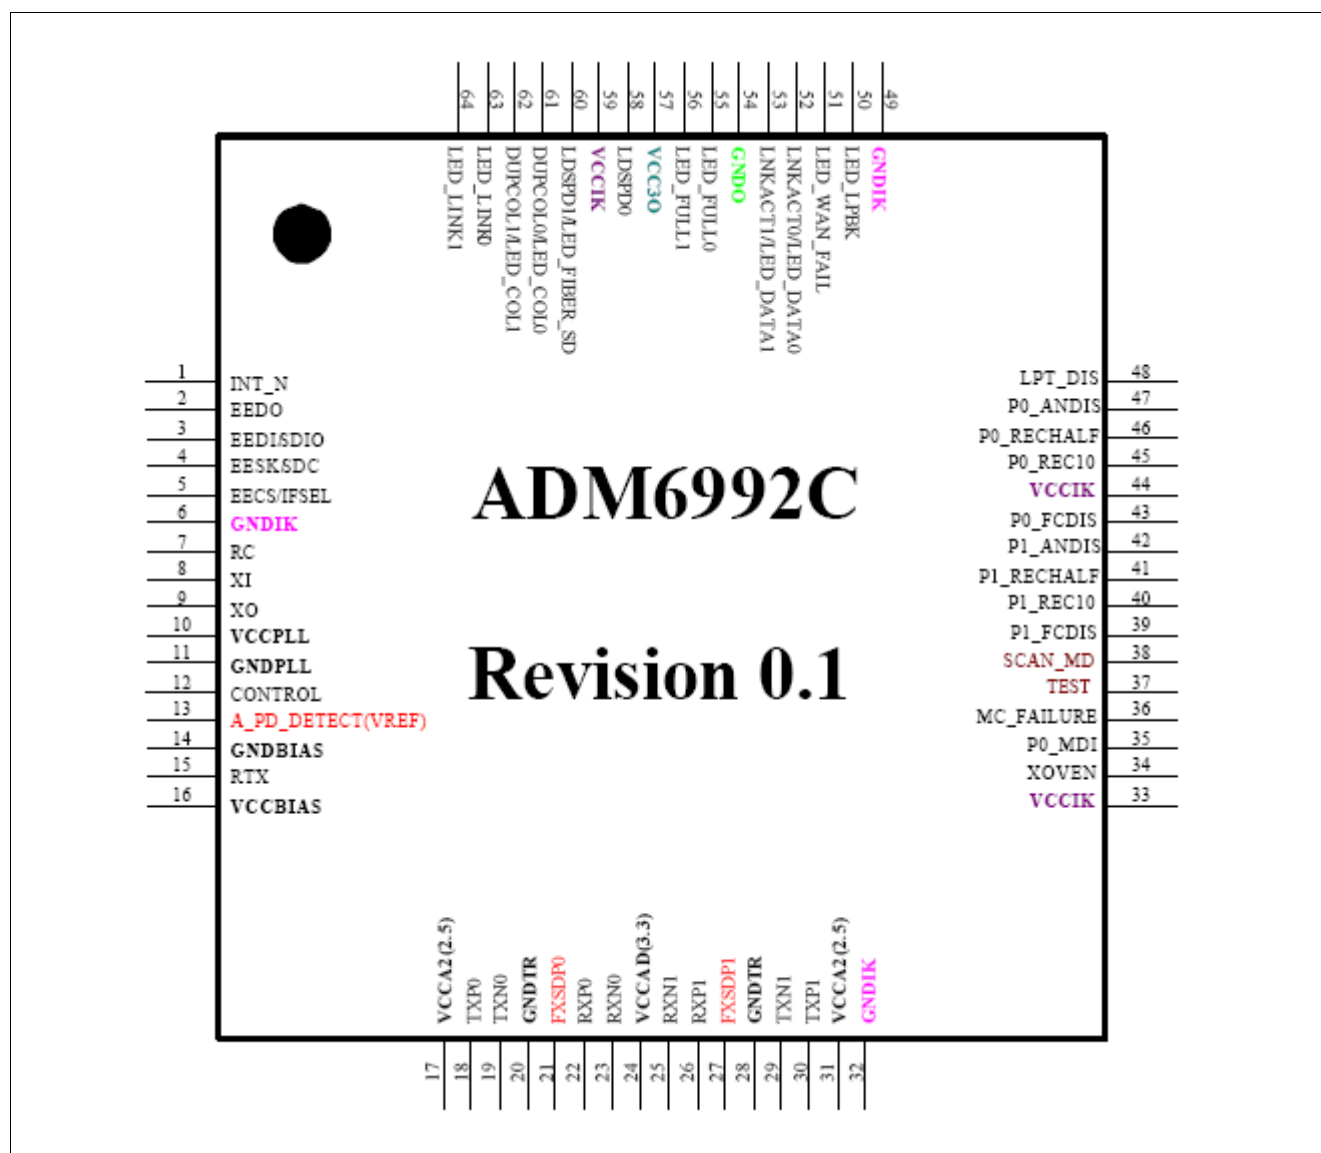 64
63
62
61
60
59
58
57
56
55
54
53
52
51
50
49
LED_LINK1
LED_LINK0
DUPCOL1/LED_COL1
DUPCOL0/LED_COL0
LDSPD1/LED_FIBER_SD
VCCIK
LDSPD0
VCC3O
LED_FULL1
LED_FULL0
GNDO
LNKACT1/LED_DATA1
LNKACT0/LED_DATA0
LED_WAN_FAIL
LED_LPBK
GNDIK
1 INT_N
2 EEDO
3 EEDI/SDIO
4 EESK/SDC
5 EECS/IFSEL
6 GNDIK
7 RC
8 XI
9 XO
10 VCCPLL
11 GNDPLL
12 CONTROL
13 A_PD_DETECT(VREF)
14 GNDBIAS
15 RTX
16 VCCBIAS
ADM6992C
Revision 0.1
LPT_DIS 48
P0_ANDIS 47
P0_RECHALF 46
P0_REC10 45
VCCIK 44
P0_FCDIS 43
P1_ANDIS 42
P1_RECHALF 41
P1_REC10 40
P1_FCDIS 39
SCAN_MD 38
TEST 37
MC_FAILURE 36
P0_MDI 35
XOVEN 34
VCCIK 33
VCCA2(2.5)
TXP0
TXN0
GNDTR
FXSDP0
RXP0
RXN0
VCCAD(3.3)
RXN1
RXP1
FXSDP1
GNDTR
TXN1
TXP1
VCCA2(2.5)
GNDIK
17
18
19
20
21
22
23
24
25
26
27
28
29
30
31
32